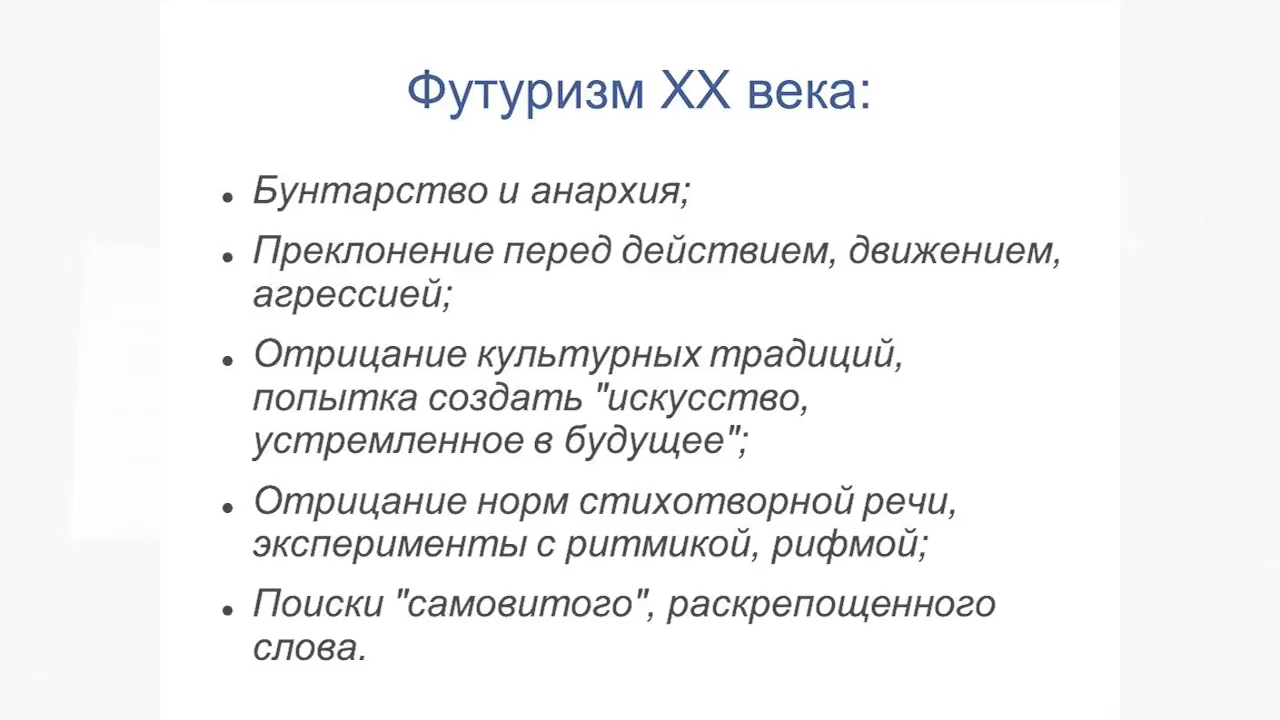 Футуризм XX века:
• Бунтарство и анархия;
• Преклонение перед действием, движением,
агрессией;
• Отрицание культурных традиций,
попытка создать "искусство,
устремленное в будущее";
• Отрицание норм стихотворной речи,
эксперименты с ритмикой, рифмой;
• Поиски "самовитого", раскрепощенного
слова.